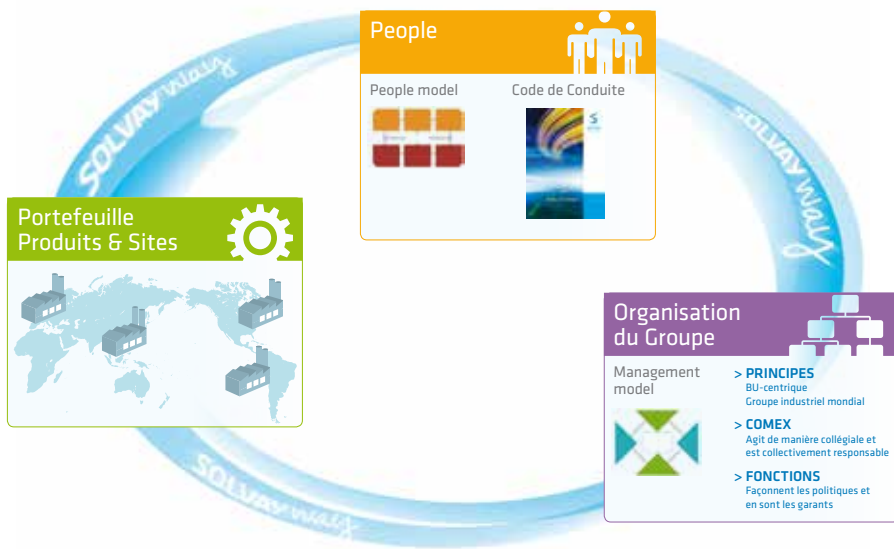 People
People model
Code de Conduite
SOLVAY way
SOLVAY way
Portefeuille
Produits & Sites
Organisation
du Groupe
Management
model
> PRINCIPES
BU-centrique
Groupe industriel mondial
> COMEX
Agit de manière collégiale et
est collectivement responsable
> FONCTIONS
Façonnent les politiques et
en sont les garants
SOLVAY way